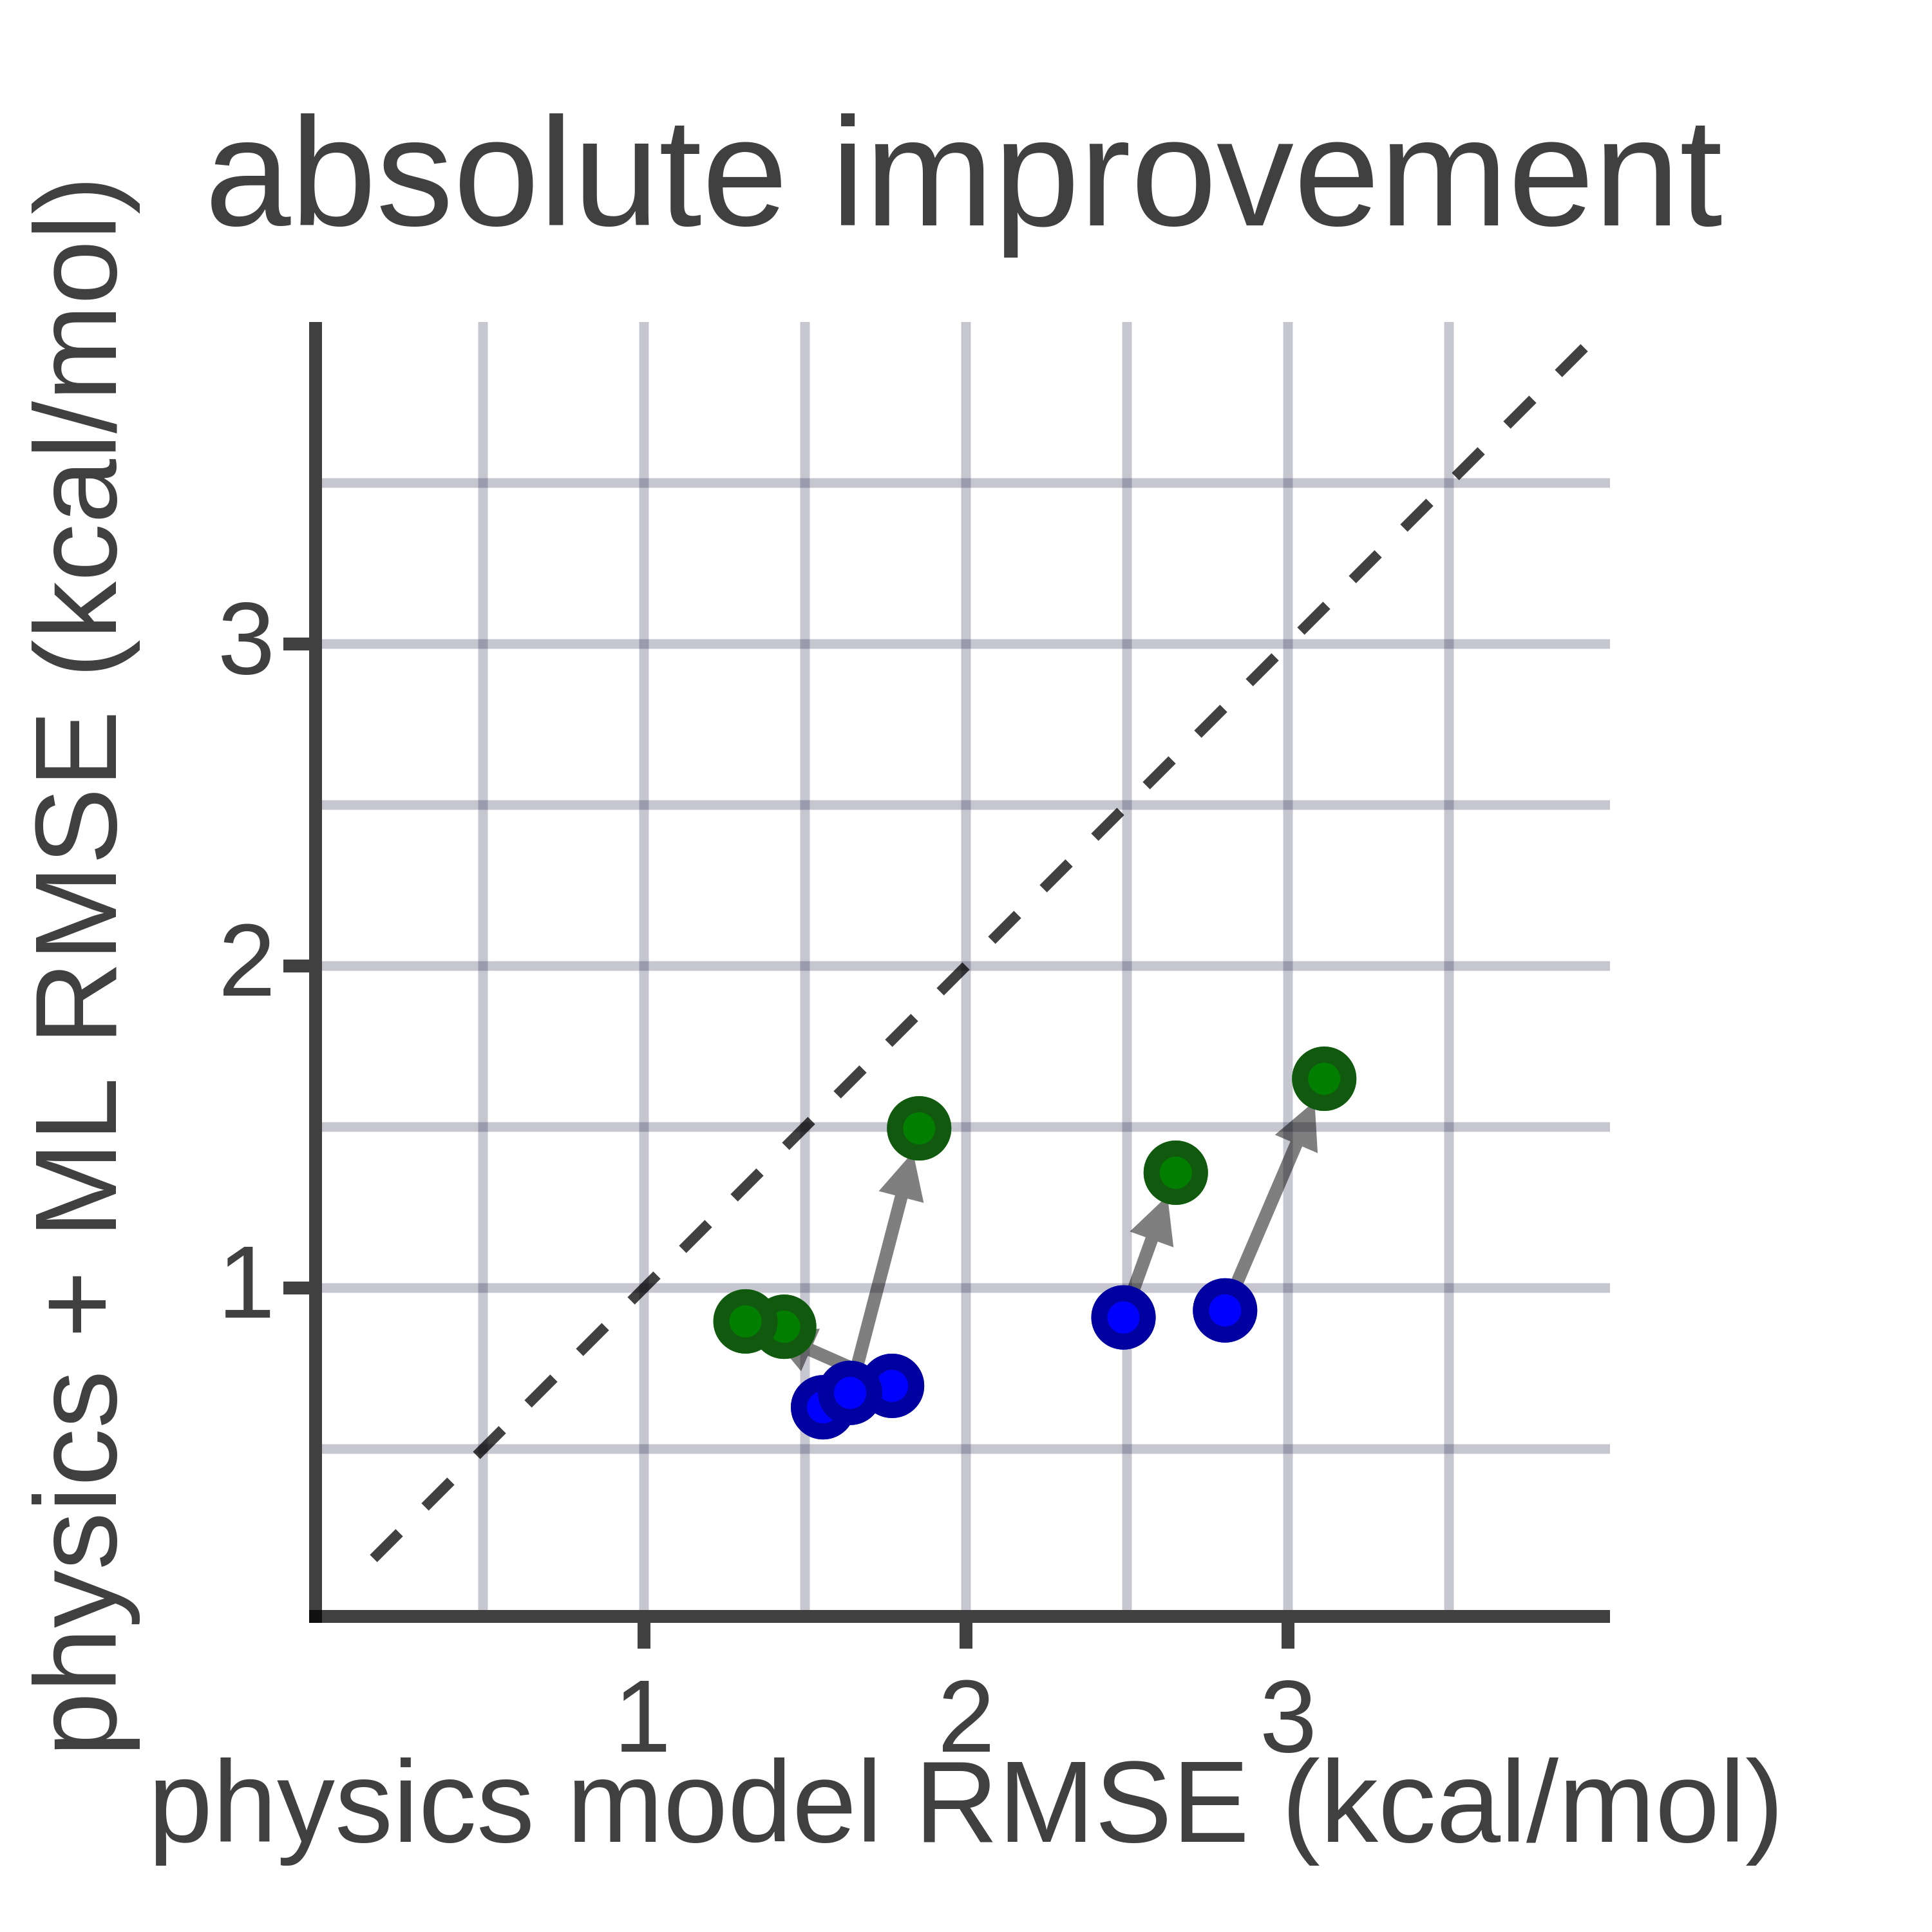 absolute improvement
physics + ML RMSE (kcal/mol)
3
2
1
1 2 3
physics model RMSE (kcal/mol)